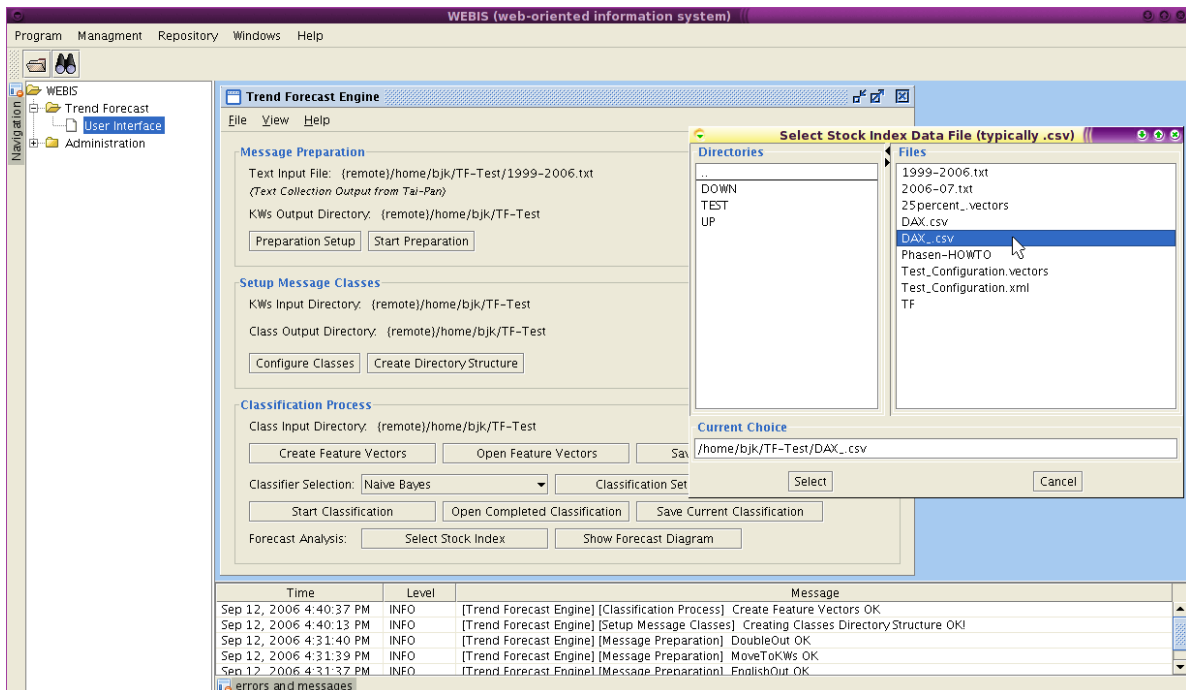 WEBIS (web-oriented information system)
Program Managment Repository Windows Help
Navigation
WEBIS
Trend Forecast
User Interface
Administration
Trend Forecast Engine
File View Help
Message Preparation
Text Input File: {remote}/home/bjk/TF-Test/1999-2006.txt
{Text Collection Output from Tai-Pan}
KWs Output Directory: {remote}/home/bjk/TF-Test
Preparation Setup Start Preparation
Setup Message Classes
KWs Input Directory: {remote}/home/bjk/TF-Test
Class Output Directory: {remote}/home/bjk/TF-Test
Configure Classes Create Directory Structure
Classification Process
Class Input Directory: {remote}/home/bjk/TF-Test
Create Feature Vectors Open Feature Vectors Sav
Classifier Selection: Naive Bayes Classification Set
Start Classification Open Completed Classification Save Current Classification
Forecast Analysis: Select Stock Index Show Forecast Diagram
Select Stock Index Data File (typically .csv)
Directories
..
DOWN
TEST
UP
Files
1999-2006.txt
2006-07.txt
25percent_.vectors
DAX.csv
DAX_.csv
Phasen-HOWTO
Test_Configuration.vectors
Test_Configuration.xml
TF
Current Choice
/home/bjk/TF-Test/DAX_.csv
Select Cancel
Time Level Message
Sep 12, 2006 4:40:37 PM INFO [Trend Forecast Engine] [Classification Process] Create Feature Vectors OK
Sep 12, 2006 4:40:13 PM INFO [Trend Forecast Engine] [Setup Message Classes] Creating Classes Directory Structure OK!
Sep 12, 2006 4:31:40 PM INFO [Trend Forecast Engine] [Message Preparation] DoubleOut OK
Sep 12, 2006 4:31:39 PM INFO [Trend Forecast Engine] [Message Preparation] MoveToKWs OK
Sep 12, 2006 4:31:37 PM INFO [Trend Forecast Engine] [Message Preparation] EnglishOut OK
errors and messages